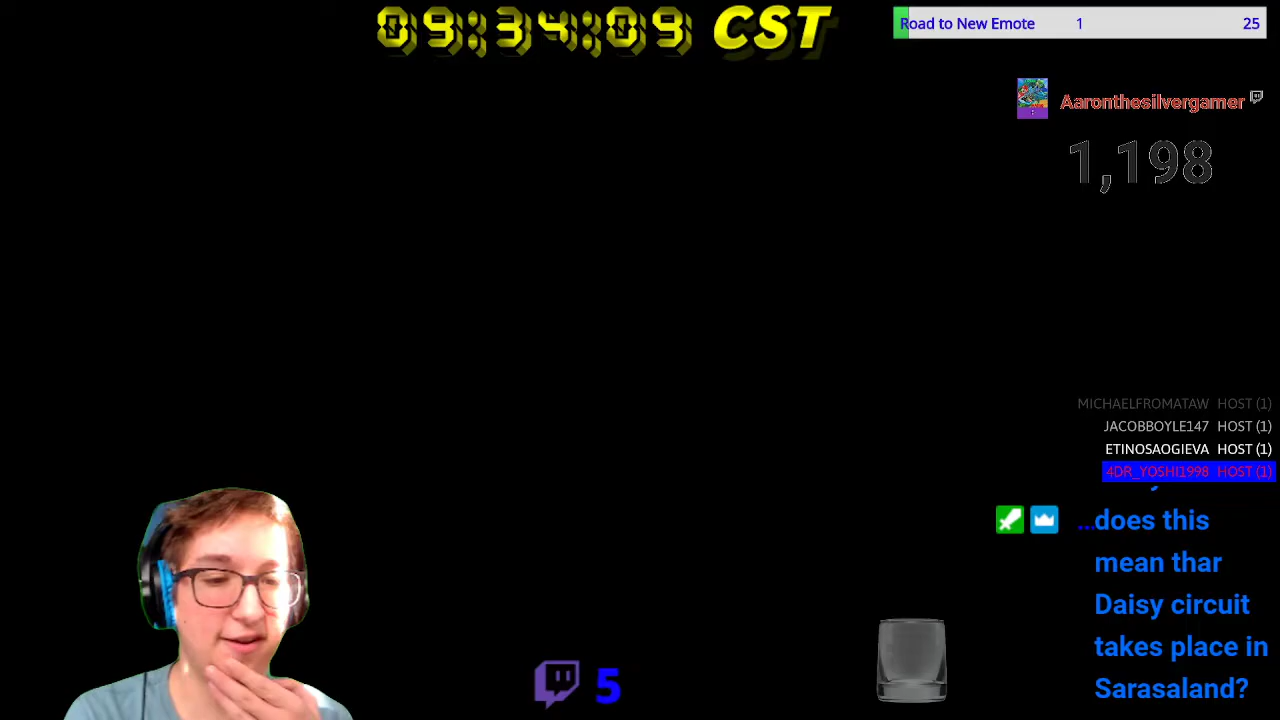 09:34:09 CST
Road to New Emote 1 25
Aaronthesilvergamer
1,198
MICHAELFROMATAW HOST (1)
JACOBBOYLE147 HOST (1)
ETINOSAOGIEVA HOST (1)
4DR_YOSHI1998 HOST (1)
...does this
mean thar
Daisy circuit
takes place in
Sarasaland?
5